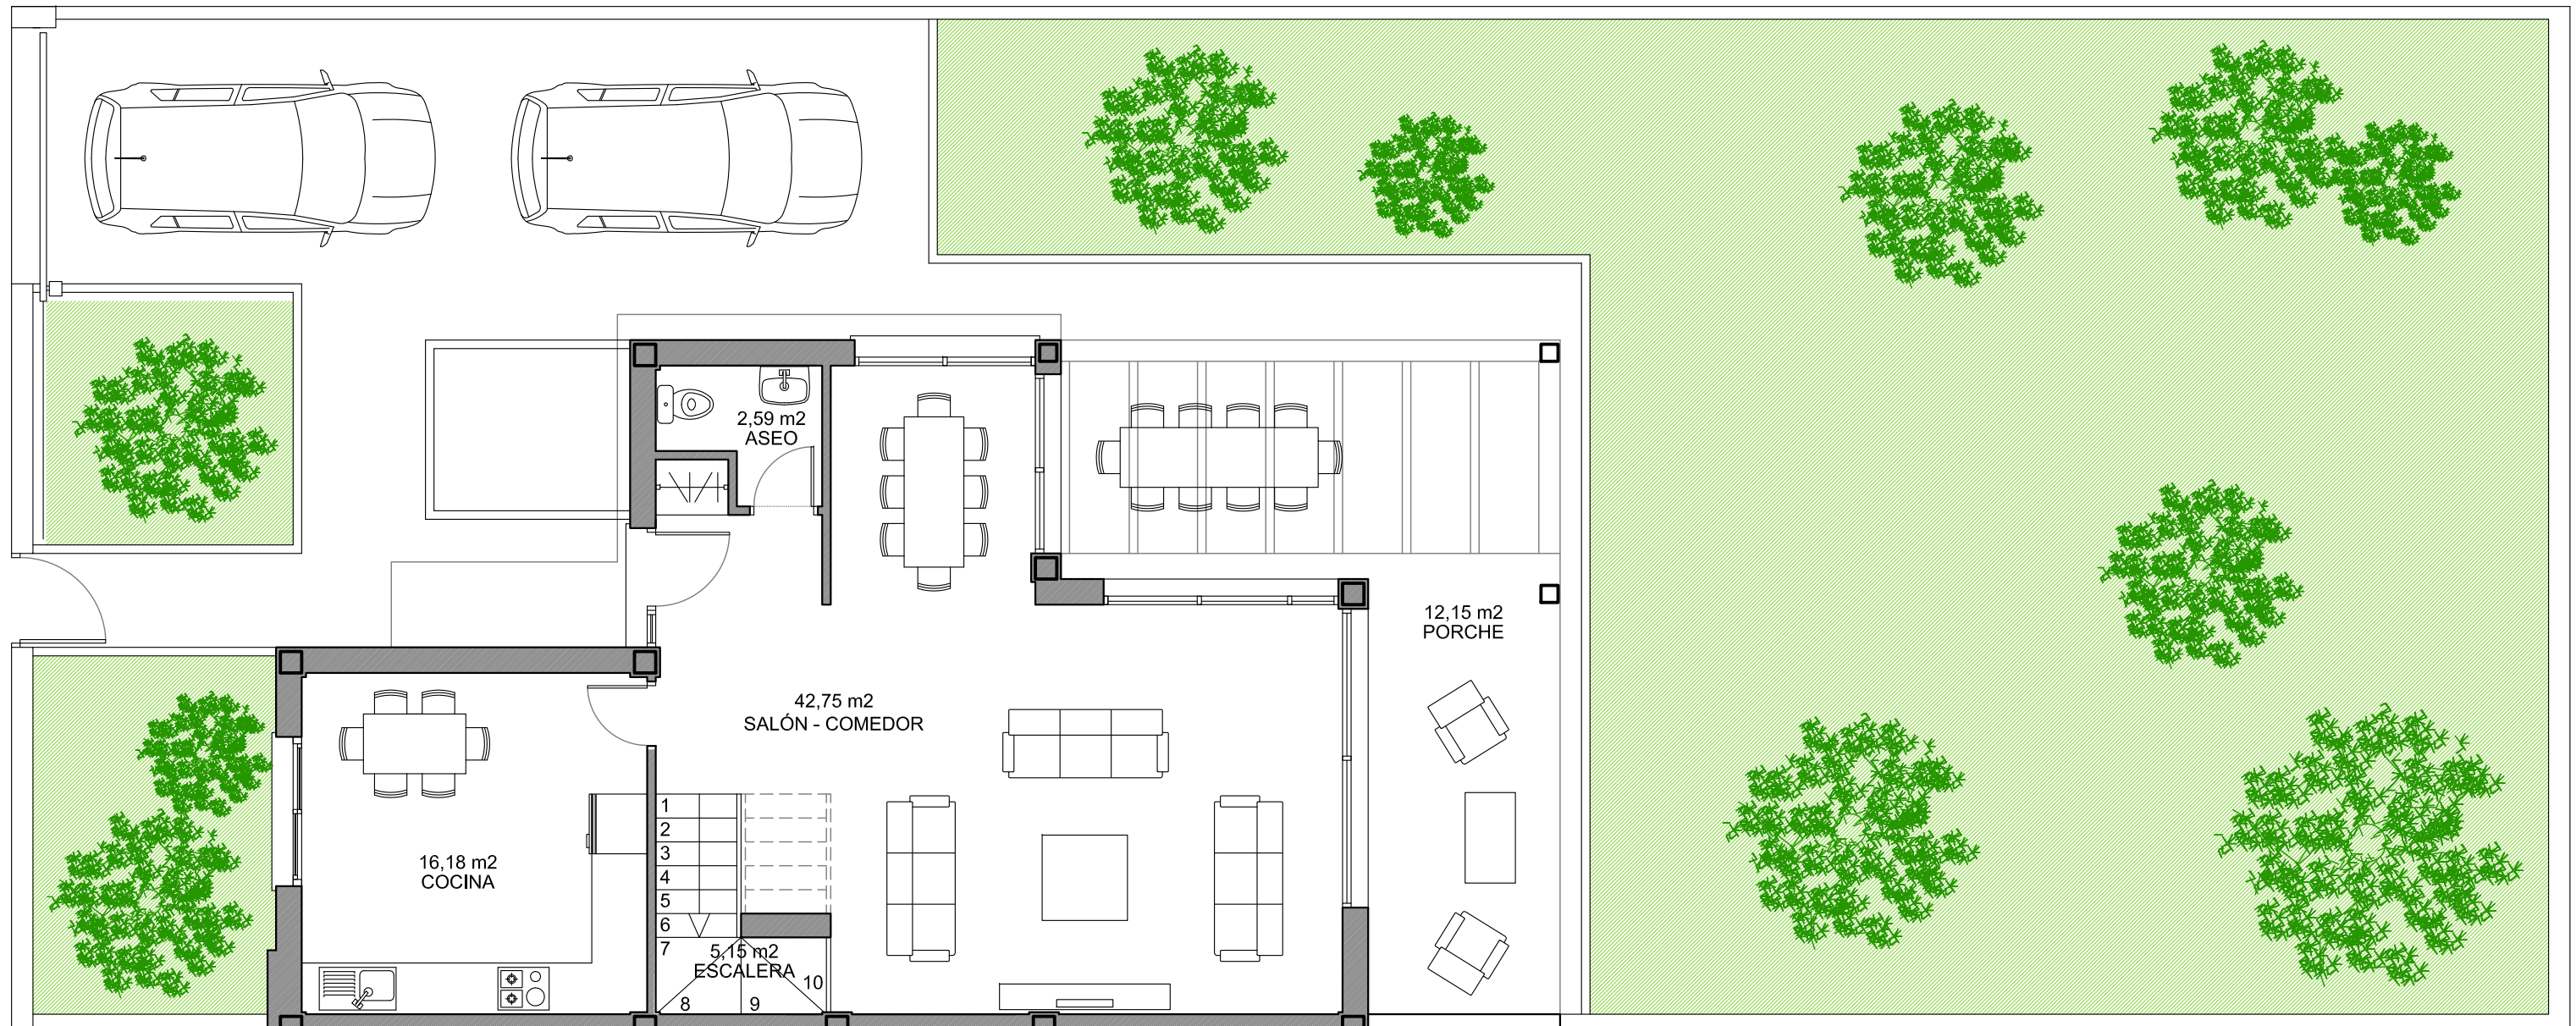 2,59 m2
ASEO
12,15 m2
PORCHE
42,75 m2
SALÓN - COMEDOR
16,18 m2
COCINA
1
2
3
4
5
6
7
5,15 m2
ESCALERA
8
9
10